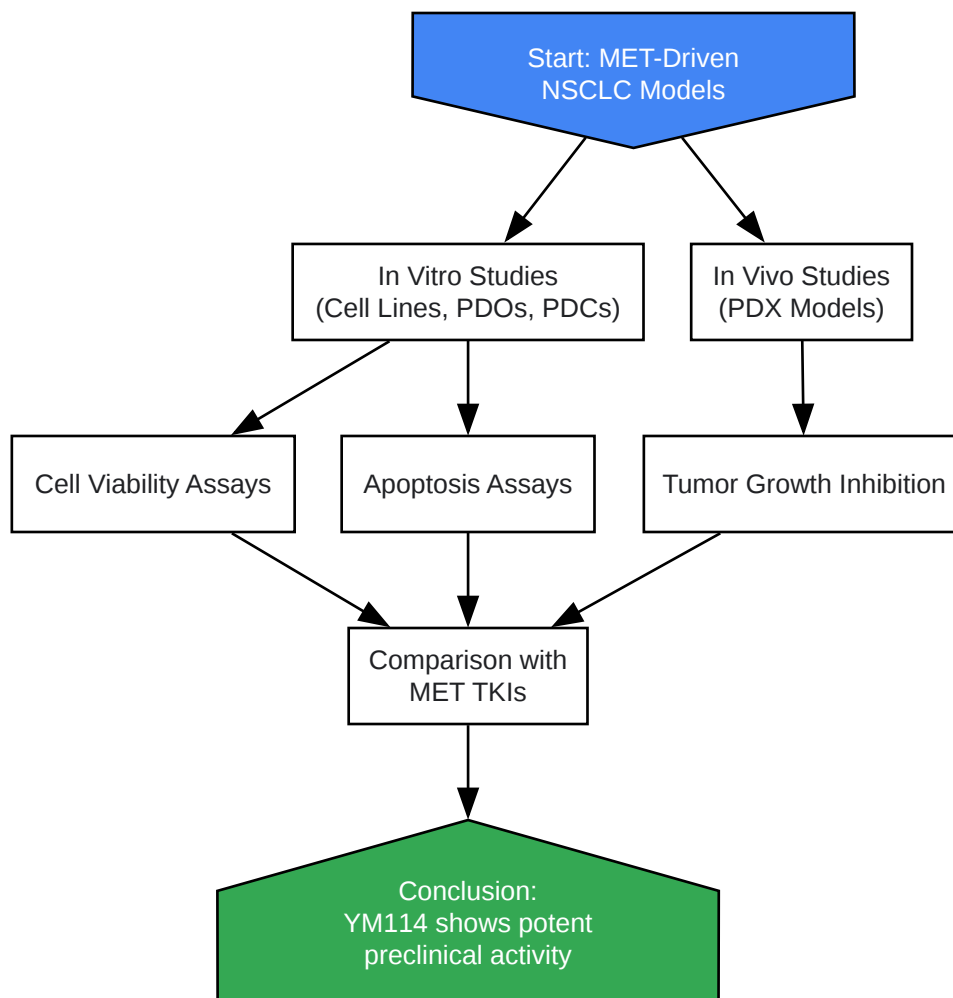 Start: MET-Driven
NSCLC Models
In Vitro Studies
(Cell Lines, PDOs, PDCs)
In Vivo Studies
(PDX Models)
Cell Viability Assays
Apoptosis Assays
Tumor Growth Inhibition
Comparison with
MET TKIs
Conclusion:
YM114 shows potent
preclinical activity